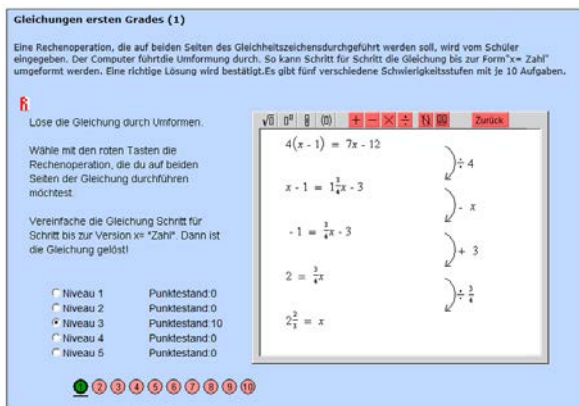 Gleichungen ersten Grades (1)
Eine Rechenoperation, die auf beiden Seiten des Gleichheitszeichensdurchgeführt werden soll, wird vom Schüler
eingegeben. Der Computer führtdie Umformung durch. So kann Schritt für Schritt die Gleichung bis zur Form"x= Zahl"
umgeformt werden. Eine richtige Lösung wird bestätigt.Es gibt fünf verschiedene Schwierigkeitsstufen mit je 10 Aufgaben.
Löse die Gleichung durch Umformen.
Wähle mit den roten Tasten die
Rechenoperation, die du auf beiden
Seiten der Gleichung durchführen
möchtest.
Vereinfache die Gleichung Schritt für
Schritt bis zur Version x= "Zahl". Dann ist
die Gleichung gelöst!
Niveau 1 Punktestand:0
Niveau 2 Punktestand:0
Niveau 3 Punktestand:10
Niveau 4 Punktestand:0
Niveau 5 Punktestand:0
1 2 3 4 5 6 7 8 9 10
+ − × ÷ Zurück
4(x - 1) = 7x - 12
÷ 4
x - 1 = 1 3/4 x - 3
- x
- 1 = 3/4 x - 3
+ 3
2 = 3/4 x
÷ 3/4
2 2/3 = x